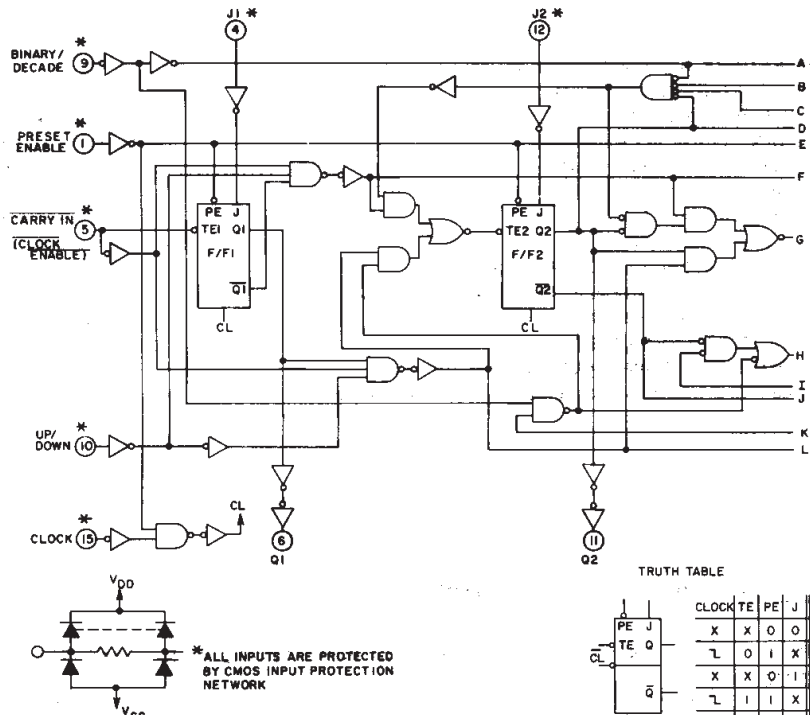 J1 *
4
J2 *
12
BINARY/
DECADE
*
9
A
B
C
D
PRESET
ENABLE
*
1
E
F
CARRY IN
(CLOCK
ENABLE)
*
5
PE J
TE1 Q1
F/F1
Q1
CL
PE J
TE2 Q2
F/F2
Q2
CL
G
H
I
J
K
L
UP/
DOWN
*
10
CLOCK
*
15
CL
6
Q1
11
Q2
VDD
* ALL INPUTS ARE PROTECTED
BY CMOS INPUT PROTECTION
NETWORK
TRUTH TABLE
PE J
TE Q
CL
Q
CLOCK TE PE J
X X 0 0
0 1 X
X X 0 1
1 1 X